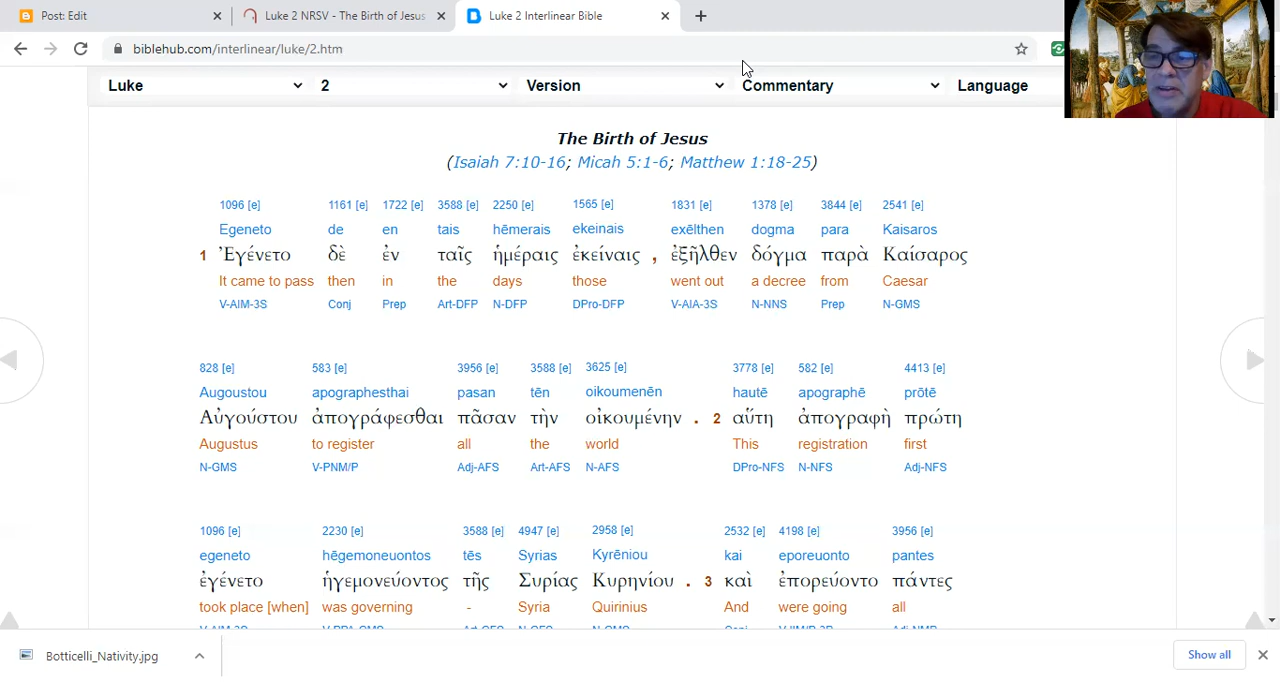 Post: Edit
Luke 2 NRSV - The Birth of Jesus
Luke 2 Interlinear Bible
biblehub.com/interlinear/luke/2.htm
Luke 2 Version Commentary Language
The Birth of Jesus
(Isaiah 7:10-16; Micah 5:1-6; Matthew 1:18-25)
1096 [e] 1161 [e] 1722 [e] 3588 [e] 2250 [e] 1565 [e] 1831 [e] 1378 [e] 3844 [e] 2541 [e]
Egeneto de en tais hēmerais ekeinais exēlthen dogma para Kaisaros
1 Ἐγένετο δὲ ἐν ταῖς ἡμέραις ἐκείναις , ἐξῆλθεν δόγμα παρὰ Καίσαρος
It came to pass then in the days those went out a decree from Caesar
V-AIM-3S Conj Prep Art-DFP N-DFP DPro-DFP V-AIA-3S N-NNS Prep N-GMS
828 [e] 583 [e] 3956 [e] 3588 [e] 3625 [e] 3778 [e] 582 [e] 4413 [e]
Augoustou apographesthai pasan tēn oikoumenēn hautē apographē prōtē
Αὐγούστου ἀπογράφεσθαι πᾶσαν τὴν οἰκουμένην . 2 αὕτη ἀπογραφὴ πρώτη
Augustus to register all the world This registration first
N-GMS V-PNM/P Adj-AFS Art-AFS N-AFS DPro-NFS N-NFS Adj-NFS
1096 [e] 2230 [e] 3588 [e] 4947 [e] 2958 [e] 2532 [e] 4198 [e] 3956 [e]
egeneto hēgemoneuontos tēs Syrias Kyrēniou kai eporeuonto pantes
ἐγένετο ἡγεμονεύοντος τῆς Συρίας Κυρηνίου . 3 καὶ ἐπορεύοντο πάντες
took place [when] was governing - Syria Quirinius And were going all
Botticelli_Nativity.jpg
Show all